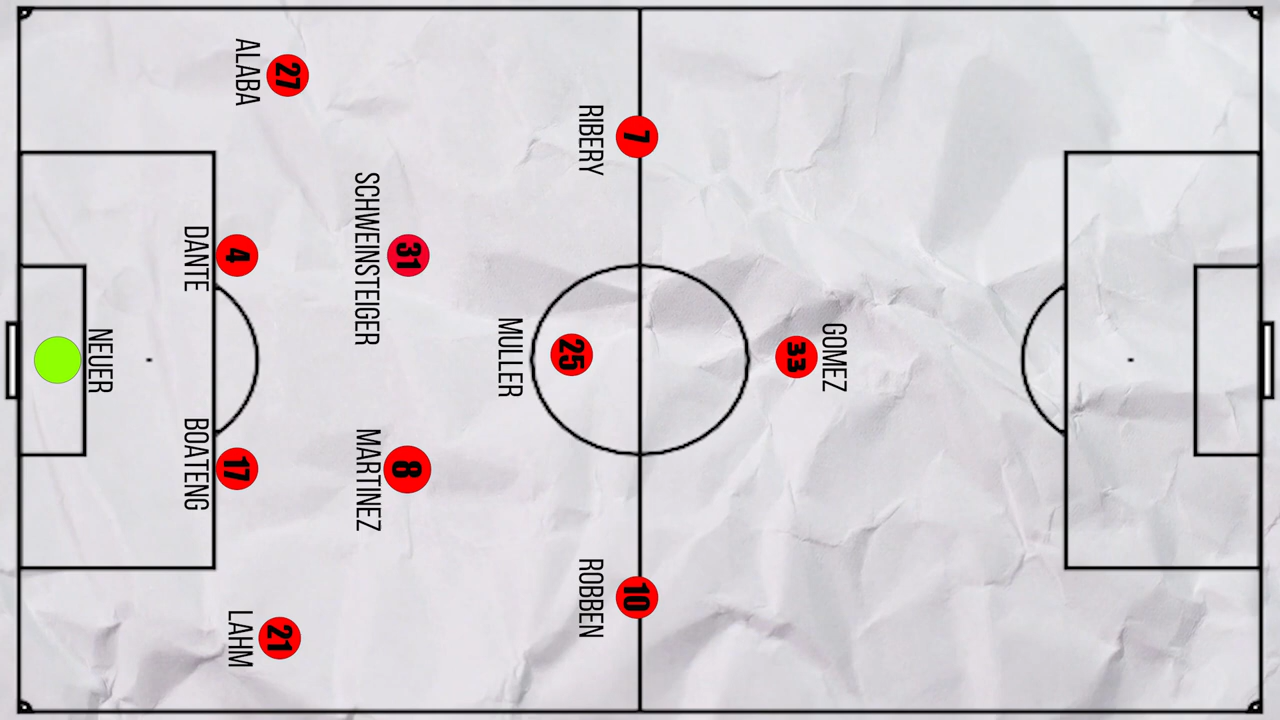 ALABA
27
RIBERY
7
SCHWEINSTEIGER
31
DANTE
4
NEUER
MULLER
25
GOMEZ
33
BOATENG
17
MARTINEZ
8
ROBBEN
10
LAHM
21